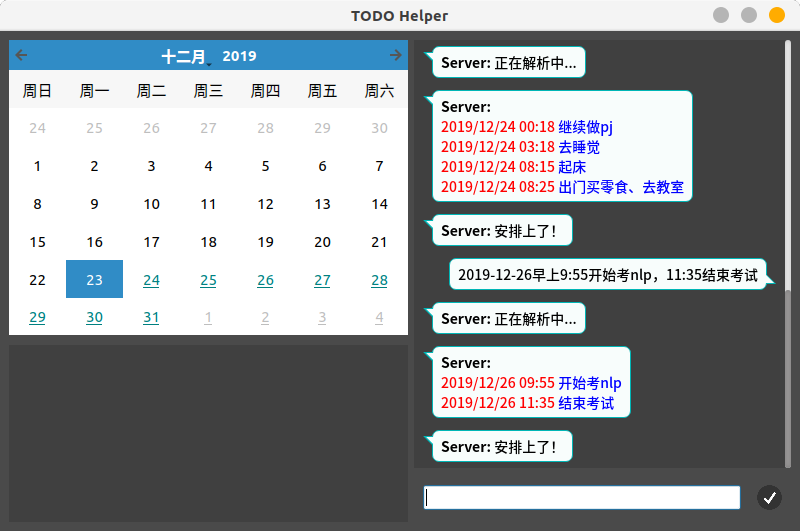 TODO Helper
十二月 2019
周日 周一 周二 周三 周四 周五 周六
24 25 26 27 28 29 30
1 2 3 4 5 6 7
8 9 10 11 12 13 14
15 16 17 18 19 20 21
22 23 24 25 26 27 28
29 30 31 1 2 3 4
Server: 正在解析中...
Server:
2019/12/24 00:18 继续做pj
2019/12/24 03:18 去睡觉
2019/12/24 08:15 起床
2019/12/24 08:25 出门买零食、去教室
Server: 安排上了!
2019-12-26早上9:55开始考nlp，11:35结束考试
Server: 正在解析中...
Server:
2019/12/26 09:55 开始考nlp
2019/12/26 11:35 结束考试
Server: 安排上了!